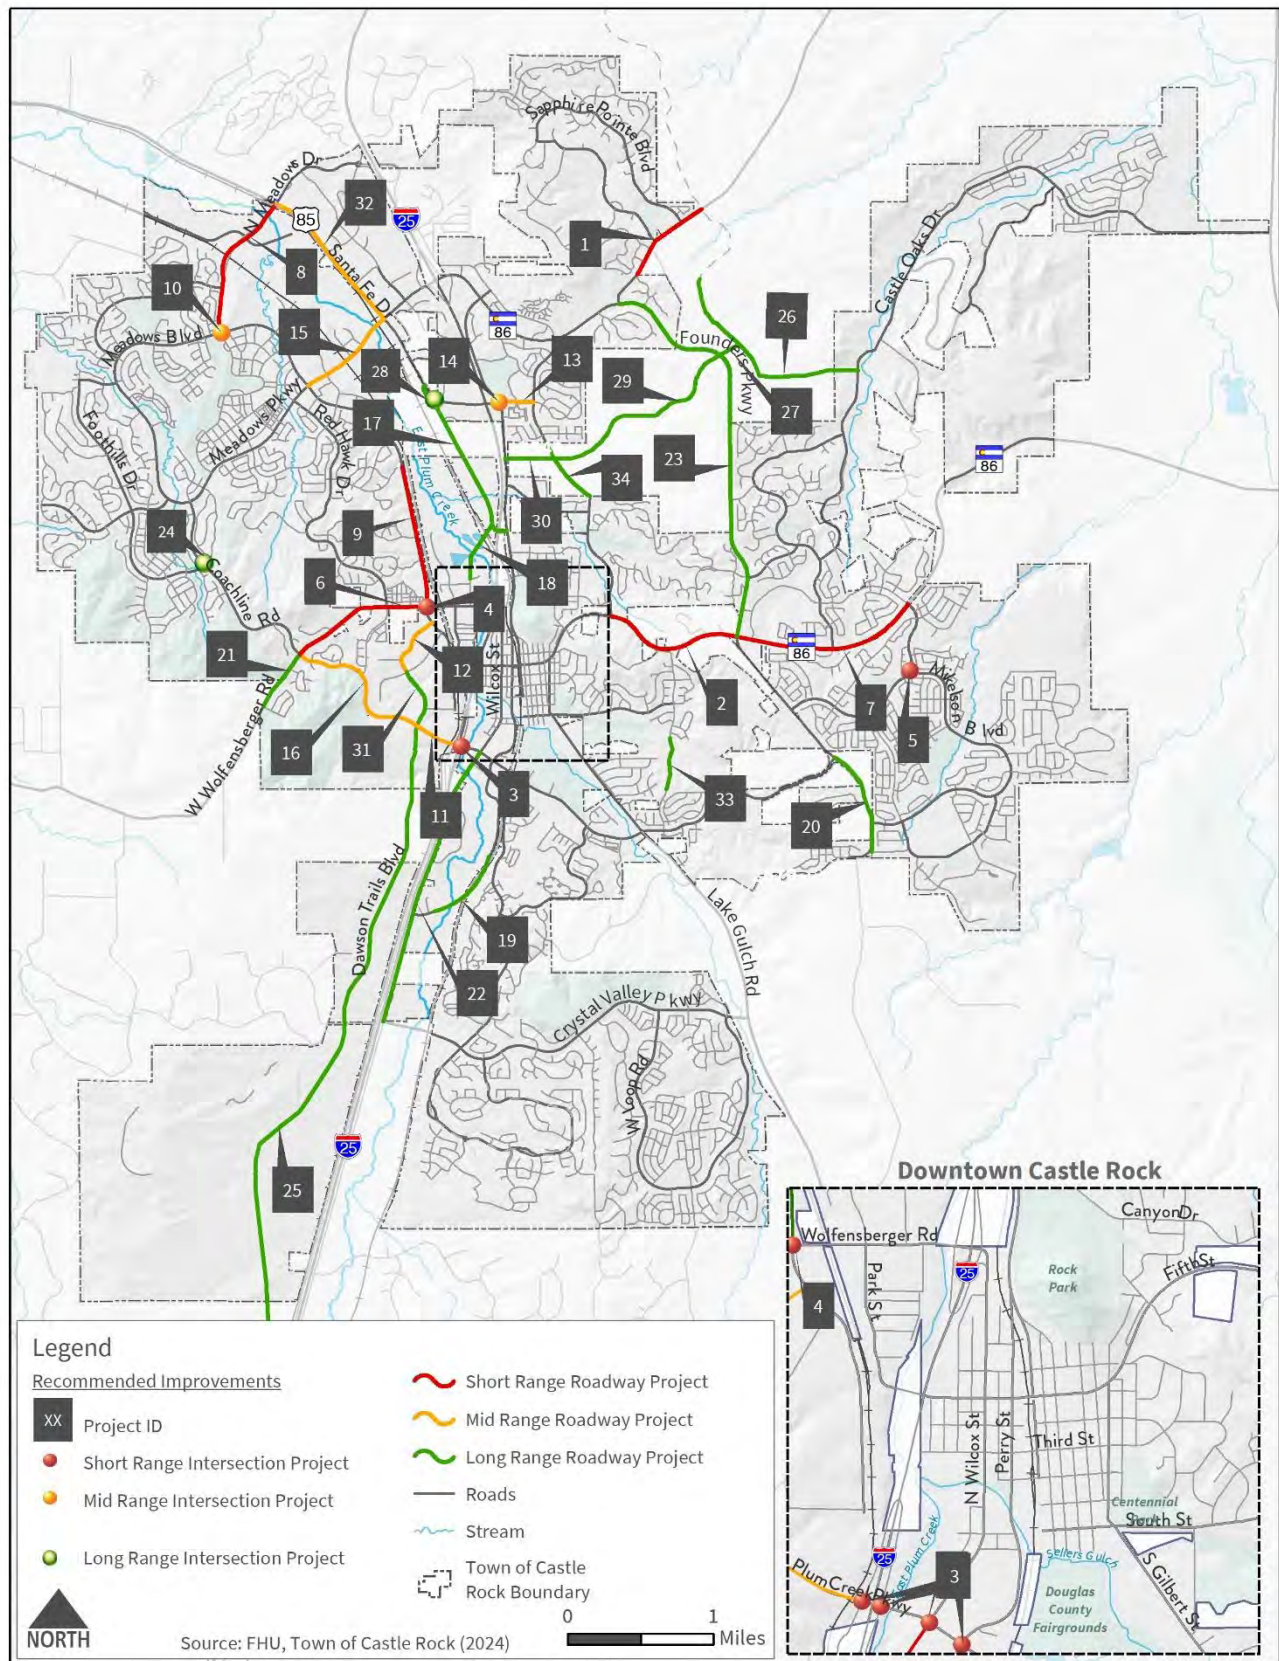 Sapphire Pointe Blvd
N Meadows Dr
32
85
25
1
Castle Oaks Dr
8
Santa Fe D
10
86
26
15
Meadows Blvd
Founders Pkwy
14
13
28
29
27
Meadows Pkwy
Red Hawk Dr
17
Foothills Dr
East Plum Creek
23
34
86
30
9
24
18
6
4
Coachline Rd
86
21
12
Wilcox St
Mikelson Blvd
W Wolfensberger Rd
2
7
5
16
31
3
33
11
20
Dawson Trails Blvd
Lake Gulch Rd
19
22
Crystal Valley Pkwy
W Loop Rd
25
25
Downtown Castle Rock
Canyon Dr
Wolfensberger Rd
Park St
25
Rock
Park
Fifth St
4
N Wilcox St
Perry St
Third St
Centennial
South St
East Plum Creek
Sellers Gulch
25
3
S Gilbert St
Plum Creek Pkwy
Douglas
County
Fairgrounds
Legend
Recommended Improvements
XX Project ID
Short Range Intersection Project
Mid Range Intersection Project
Long Range Intersection Project
Short Range Roadway Project
Mid Range Roadway Project
Long Range Roadway Project
Roads
Stream
Town of Castle
Rock Boundary
NORTH
Source: FHU, Town of Castle Rock (2024)
0 1
Miles